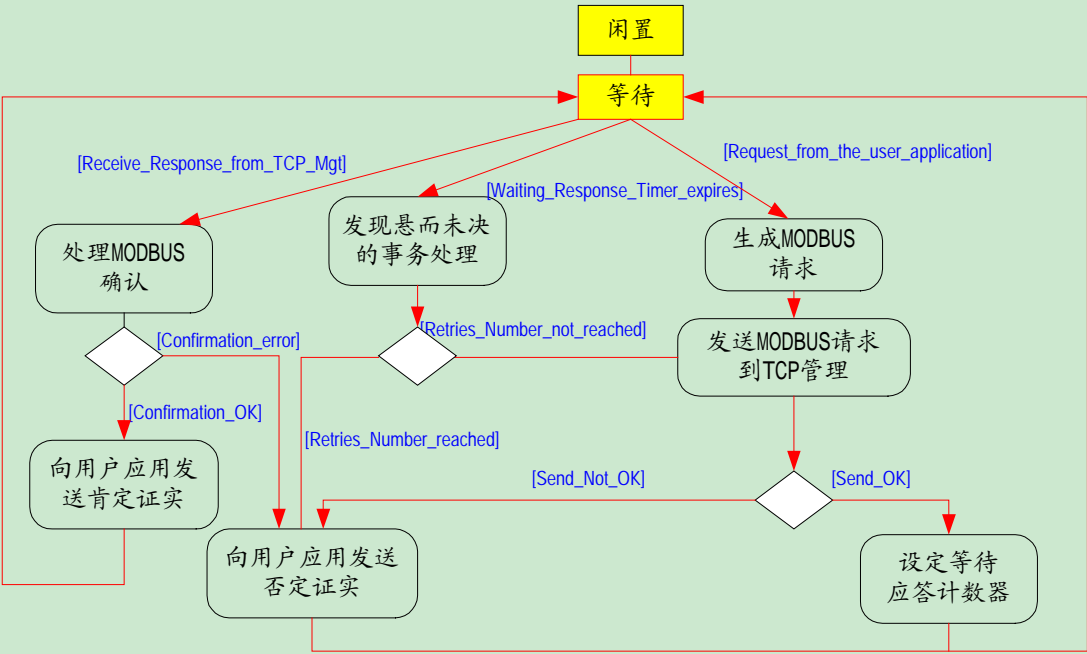 闲置
等待
[Receive_Response_from_TCP_Mgt]
[Request_from_the_user_application]
[Waiting_Response_Timer_expires]
处理MODBUS
确认
发现悬而未决
的事务处理
生成MODBUS
请求
[Confirmation_error]
[Retries_Number_not_reached]
发送MODBUS请求
到TCP管理
[Confirmation_OK]
[Retries_Number_reached]
向用户应用发
送肯定证实
[Send_Not_OK]
[Send_OK]
向用户应用发送
否定证实
设定等待
应答计数器